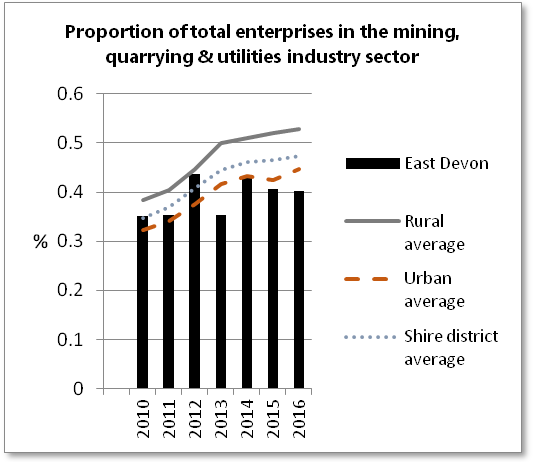 Proportion of total enterprises in the mining,
quarrying & utilities industry sector
0.6
0.5
0.4
0.3
0.2
0.1
0
%
2010
2011
2012
2013
2014
2015
2016
East Devon
Rural
average
Urban
average
Shire district
average